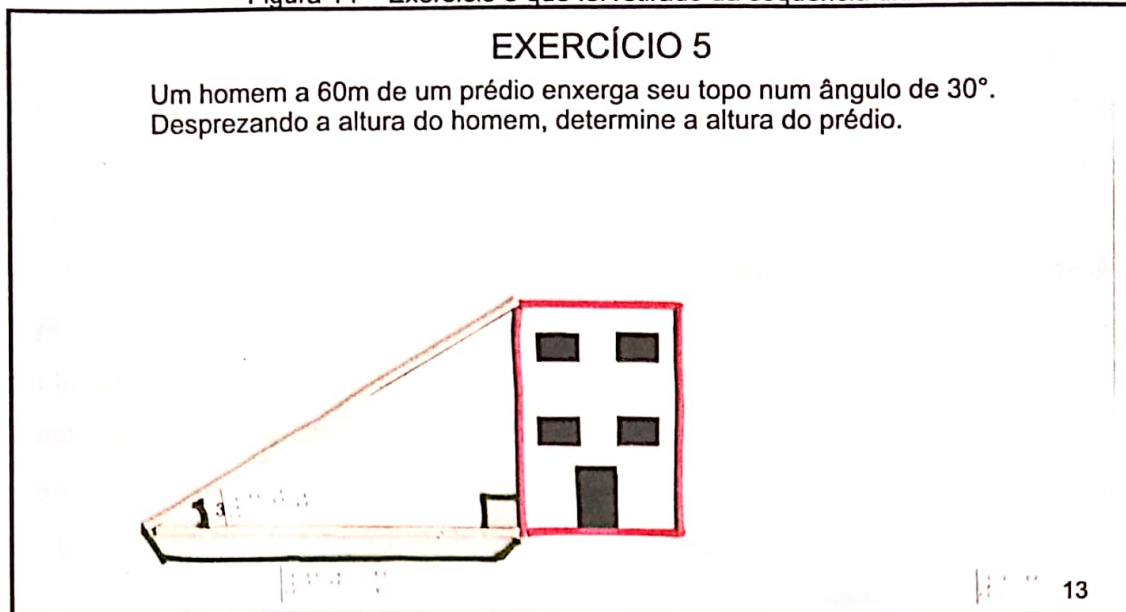 EXERCÍCIO 5
Um homem a 60m de um prédio enxerga seu topo num ângulo de 30°.
Desprezando a altura do homem, determine a altura do prédio.
3
13